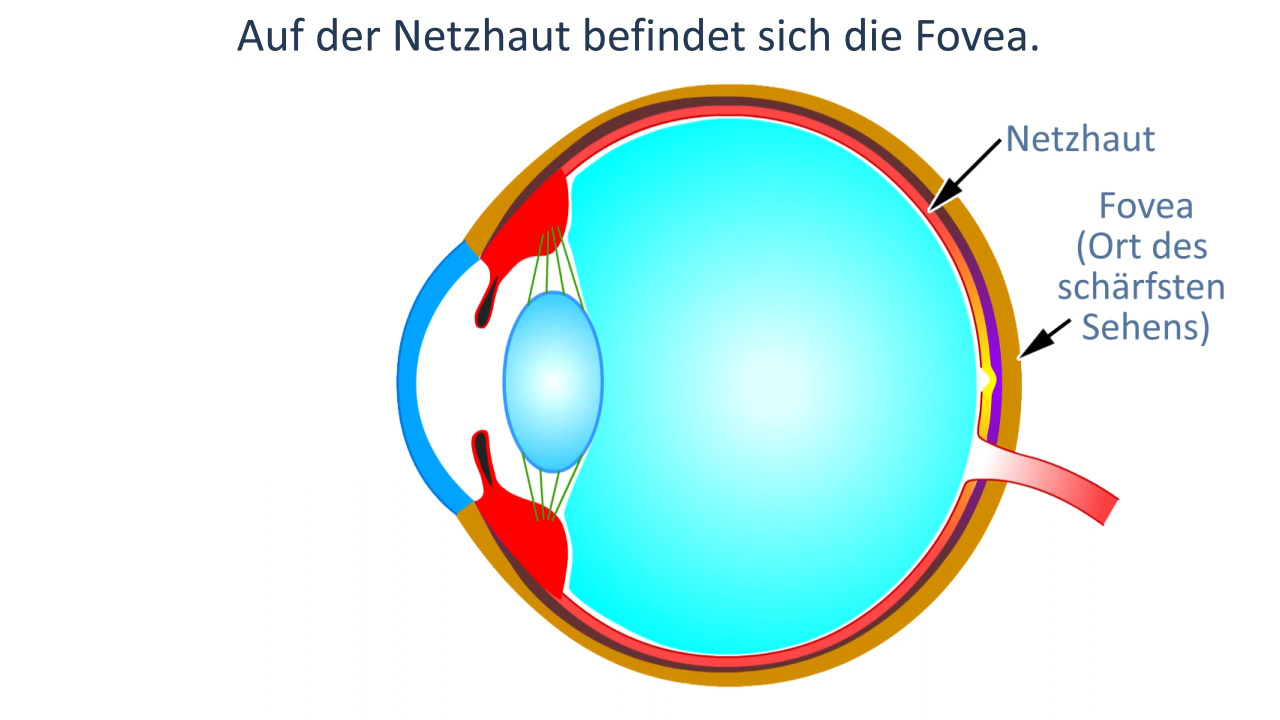 Auf der Netzhaut befindet sich die Fovea.
Netzhaut
Fovea
(Ort des
schärfsten
Sehens)